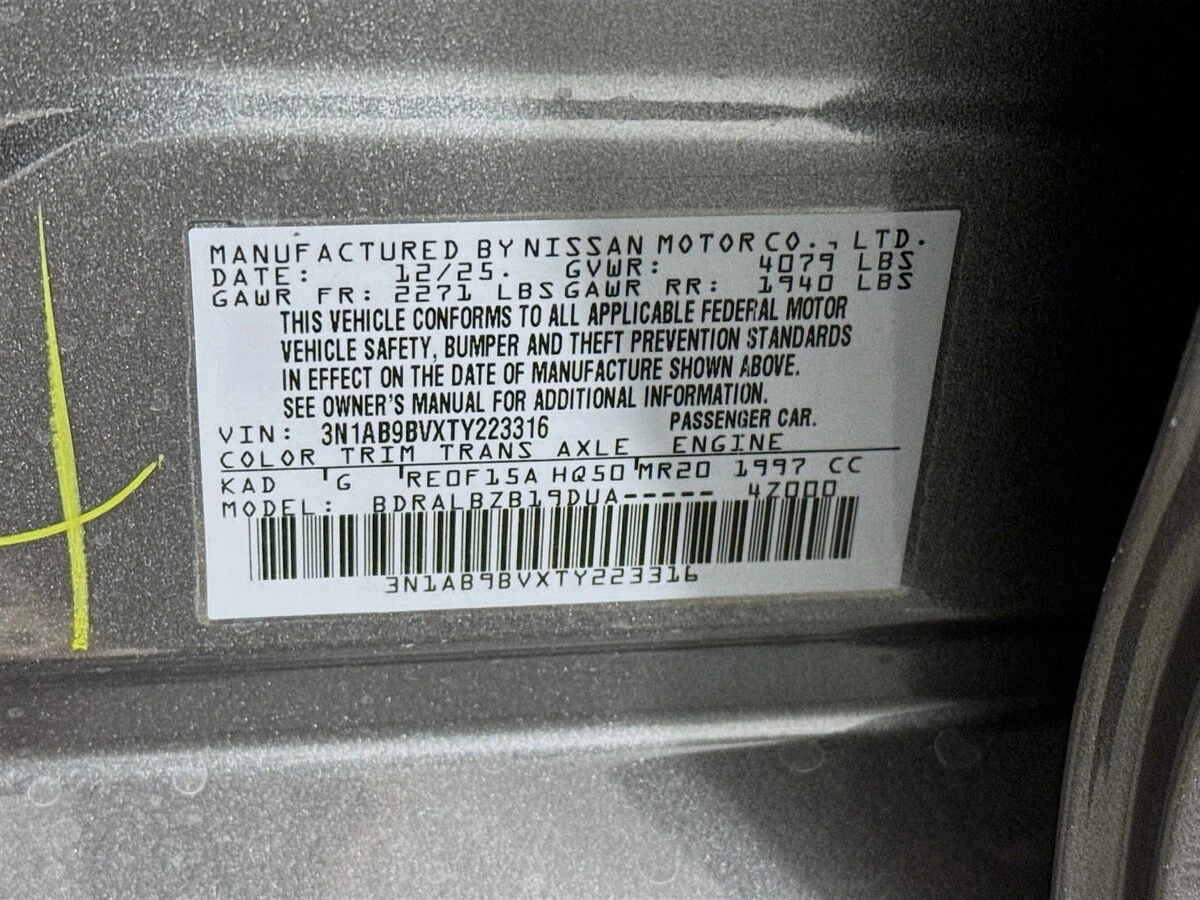 MANUFACTURED BY NISSAN MOTOR CO., LTD.
DATE: 12/25. GVWR: 4079 LBS
GAWR FR: 2271 LBS GAWR RR: 1940 LBS
THIS VEHICLE CONFORMS TO ALL APPLICABLE FEDERAL MOTOR
VEHICLE SAFETY, BUMPER AND THEFT PREVENTION STANDARDS
IN EFFECT ON THE DATE OF MANUFACTURE SHOWN ABOVE.
SEE OWNER'S MANUAL FOR ADDITIONAL INFORMATION.
VIN: 3N1AB9BVXTY223316 PASSENGER CAR.
COLOR TRIM TRANS AXLE ENGINE
KAD G RE0F15A HQ50 MR20 1997 CC
MODEL: BDRALBZB19DUA----- 47000
3N1AB9BVXTY223316